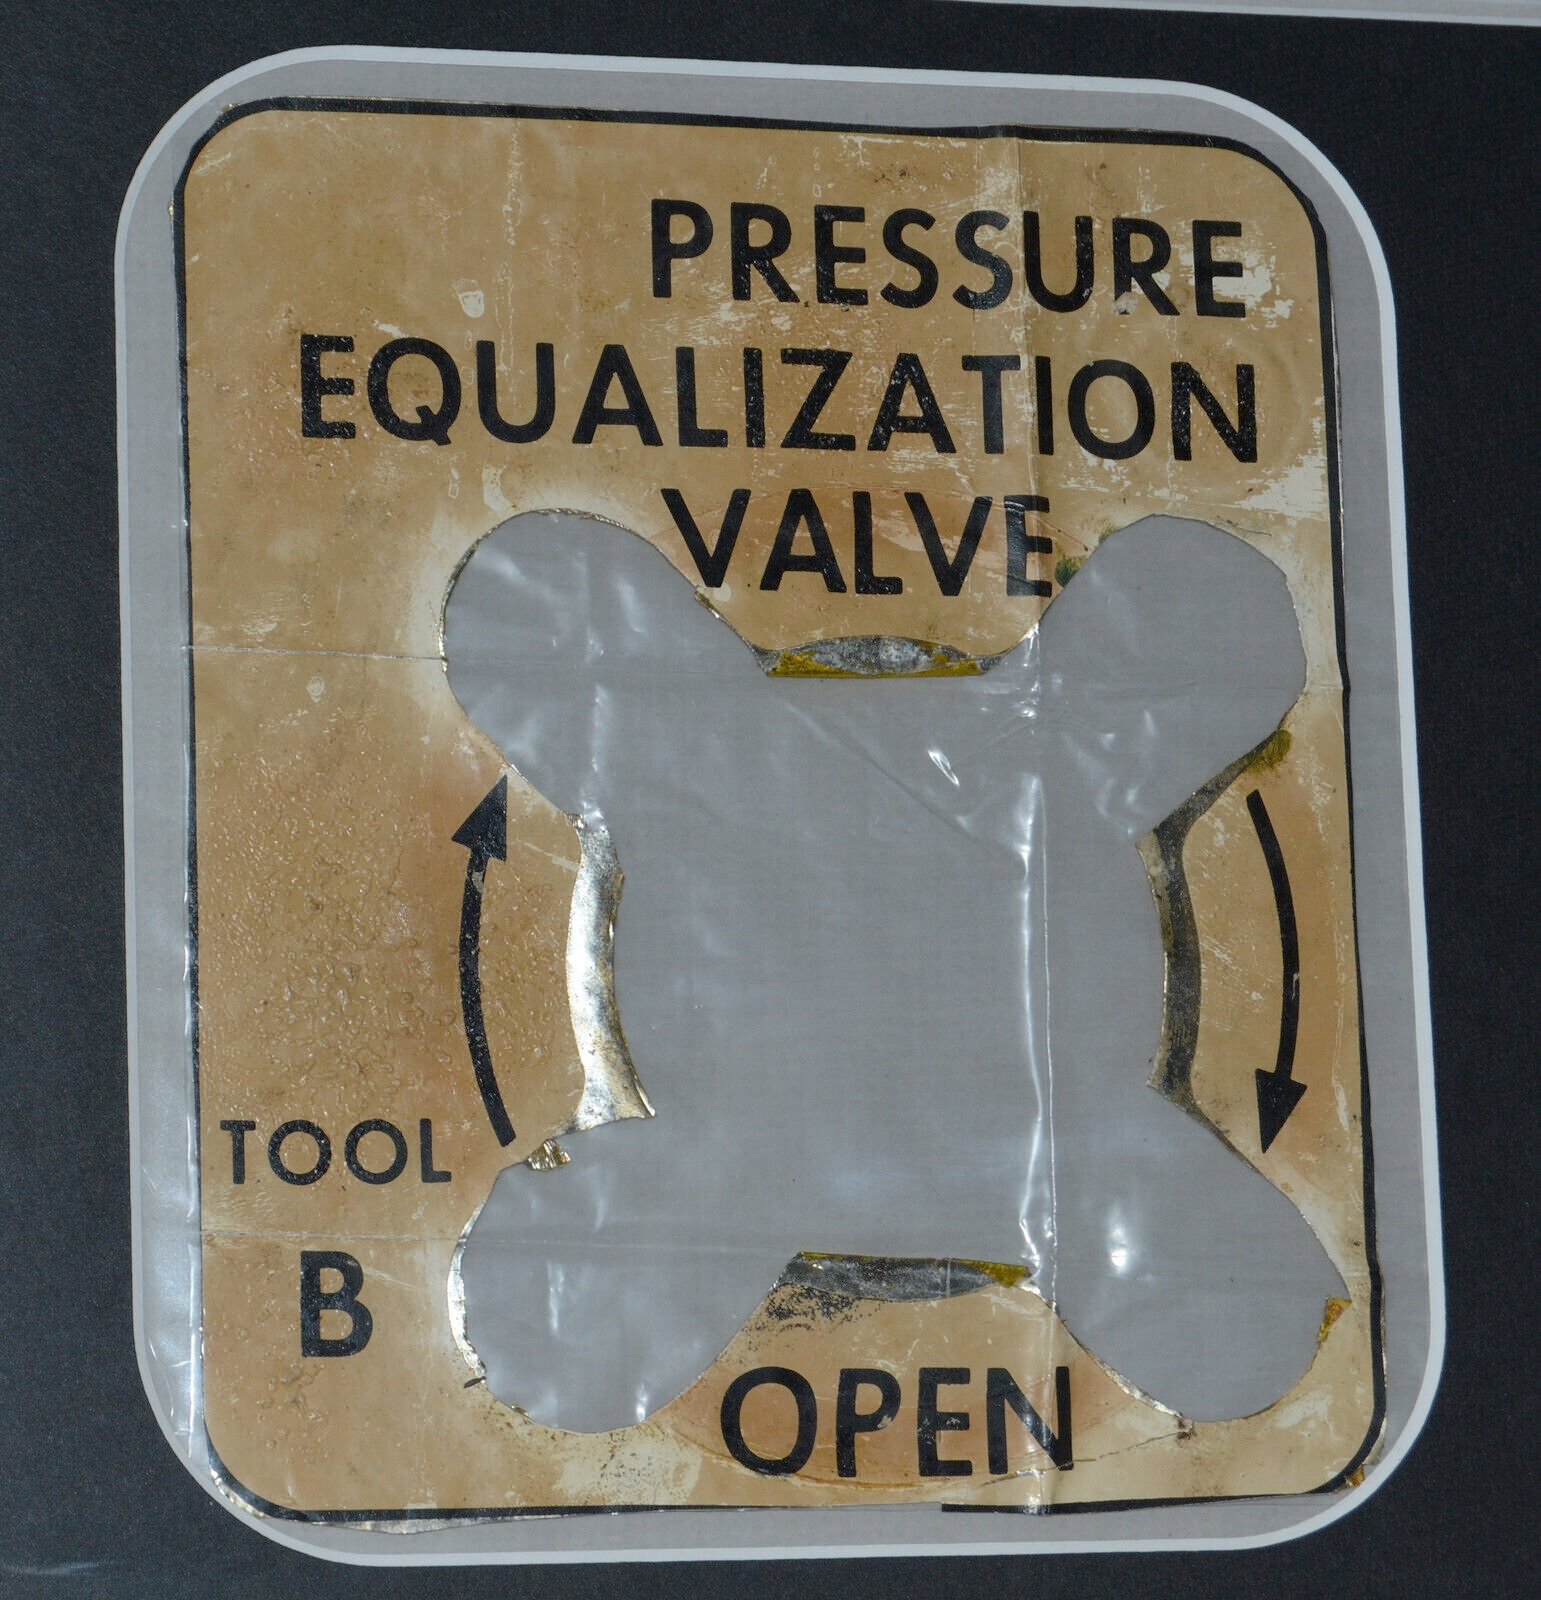 PRESSURE
EQUALIZATION
VALVE
TOOL
B
OPEN